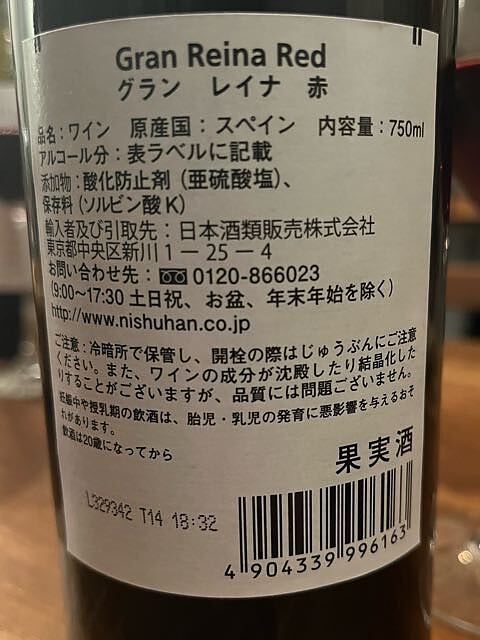 Gran Reina Red
グラン レイナ 赤
品名：ワイン 原産国：スペイン 内容量：750ml
アルコール分：表ラベルに記載
添加物：酸化防止剤（亜硫酸塩）、
保存料（ソルビン酸K）
輸入者及び引取先：日本酒類販売株式会社
東京都中央区新川1－25－4
お問い合わせ先：0120-866023
(9:00~17:30 土日祝、お盆、年末年始を除く)
http://www.nishuhan.co.jp
ご注意：冷暗所で保管し、開栓の際はじゅうぶんにご注意
ください。また、ワインの成分が沈殿したり結晶化した
りすることがございますが、品質には問題ございません。
妊娠中や授乳期の飲酒は、胎児・乳児の発育に悪影響を与えるおそ
れがあります。
飲酒は20歳になってから
果実酒
L329342 T14 18:32
4 904339 996163